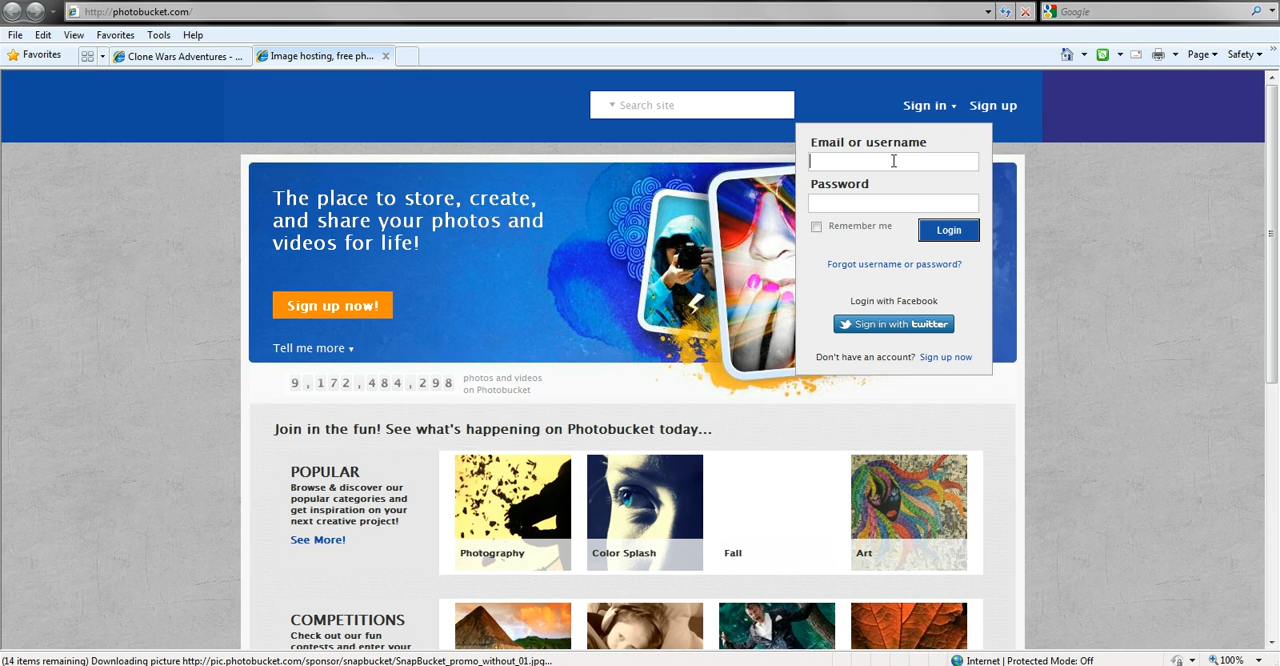 http://photobucket.com/
Google
File Edit View Favorites Tools Help
Favorites
Clone Wars Adventures - ...
Image hosting, free ph...
Page
Safety
Search site
Sign in
Sign up
Email or username
Password
Remember me
Login
Forgot username or password?
Login with Facebook
Sign in with twitter
Don't have an account? Sign up now
The place to store, create,
and share your photos and
videos for life!
Sign up now!
Tell me more
9,172,484,298
photos and videos
on Photobucket
Join in the fun! See what's happening on Photobucket today...
POPULAR
Browse & discover our
popular categories and
get inspiration on your
next creative project!
See More!
Photography
Color Splash
Fall
Art
COMPETITIONS
Check out our fun
contests and enter your
(14 items remaining) Downloading picture http://pic.photobucket.com/sponsor/snapbucket/SnapBucket_promo_without_01.jpg...
Internet | Protected Mode: Off
100%